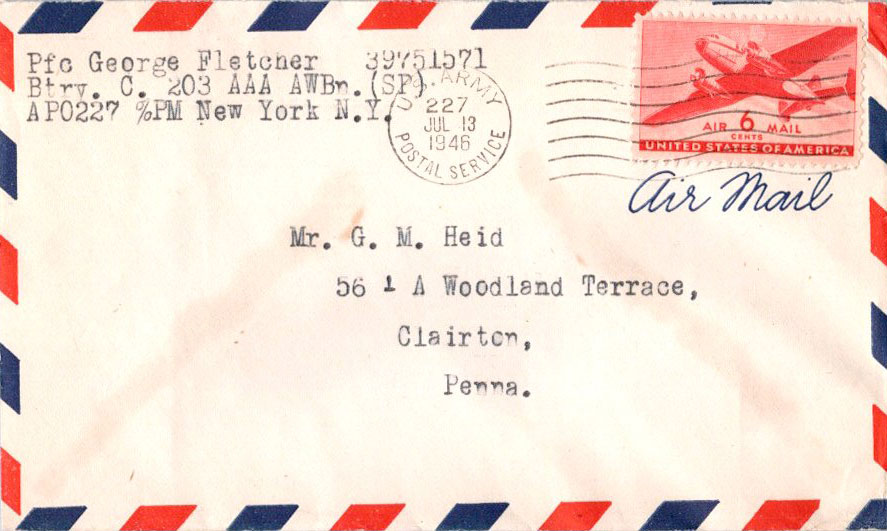 Pfc George Fletcher 39751571
Btry. C. 203 AAA AWBn.(SP)
APO227 %PM New York N.Y.
U.S. ARMY
227
JUL 13
1946
POSTAL SERVICE
AIR 6 MAIL
CENTS
UNITED STATES OF AMERICA
Air Mail
Mr. G. M. Heid
56 1 A Woodland Terrace,
Clairton,
Penna.